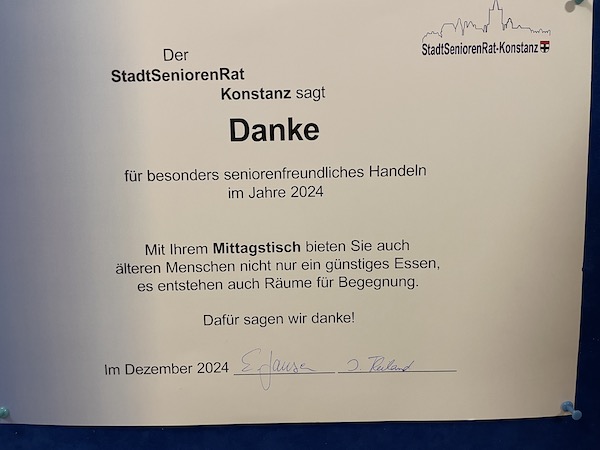 StadtSeniorenRat-Konstanz
Der
StadtSeniorenRat
Konstanz sagt
Danke
für besonders seniorenfreundliches Handeln
im Jahre 2024
Mit Ihrem Mittagstisch bieten Sie auch
älteren Menschen nicht nur ein günstiges Essen,
es entstehen auch Räume für Begegnung.
Dafür sagen wir danke!
Im Dezember 2024